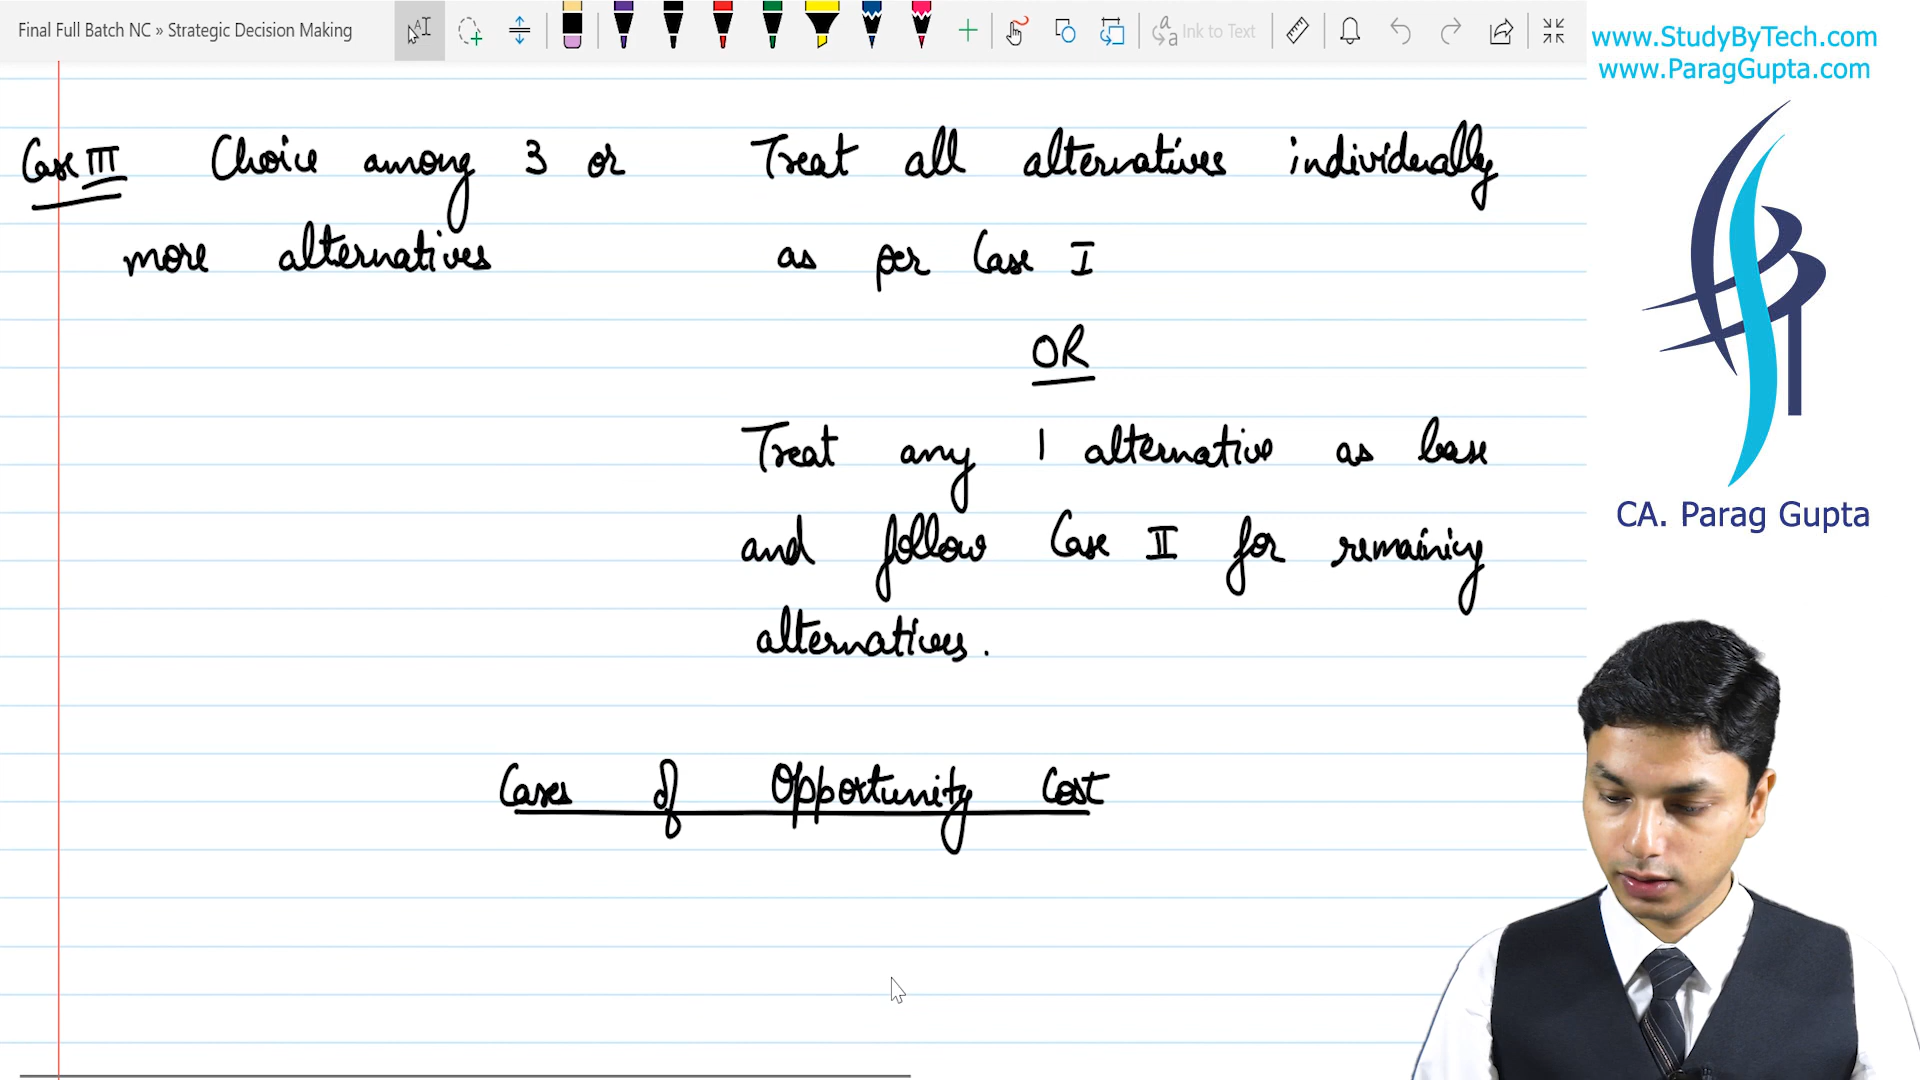 Final Full Batch NC » Strategic Decision Making
Ink to Text
www.StudyByTech.com
www.ParagGupta.com
Case III Choice among 3 or
more alternatives
Treat all alternatives individually
as per Case I
OR
Treat any 1 alternative as base
and follow Case II for remaining
alternatives.
CA. Parag Gupta
Cases of Opportunity Cost